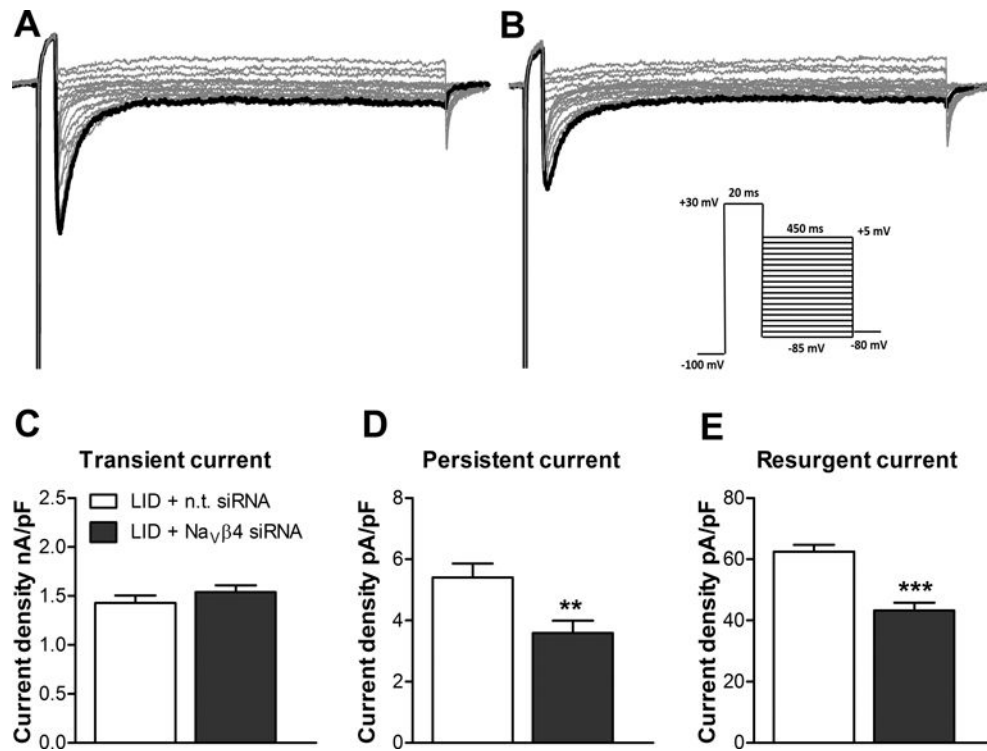 A
B
20 ms
+30 mV
450 ms
+5 mV
-85 mV
-80 mV
-100 mV
C
Transient current
Current density nA/pF
2.5
2.0
1.5
1.0
0.5
0.0
LID + n.t. siRNA
LID + NaVβ4 siRNA
D
Persistent current
Current density pA/pF
8
6
4
2
0
**
E
Resurgent current
Current density pA/pF
80
60
40
20
0
***